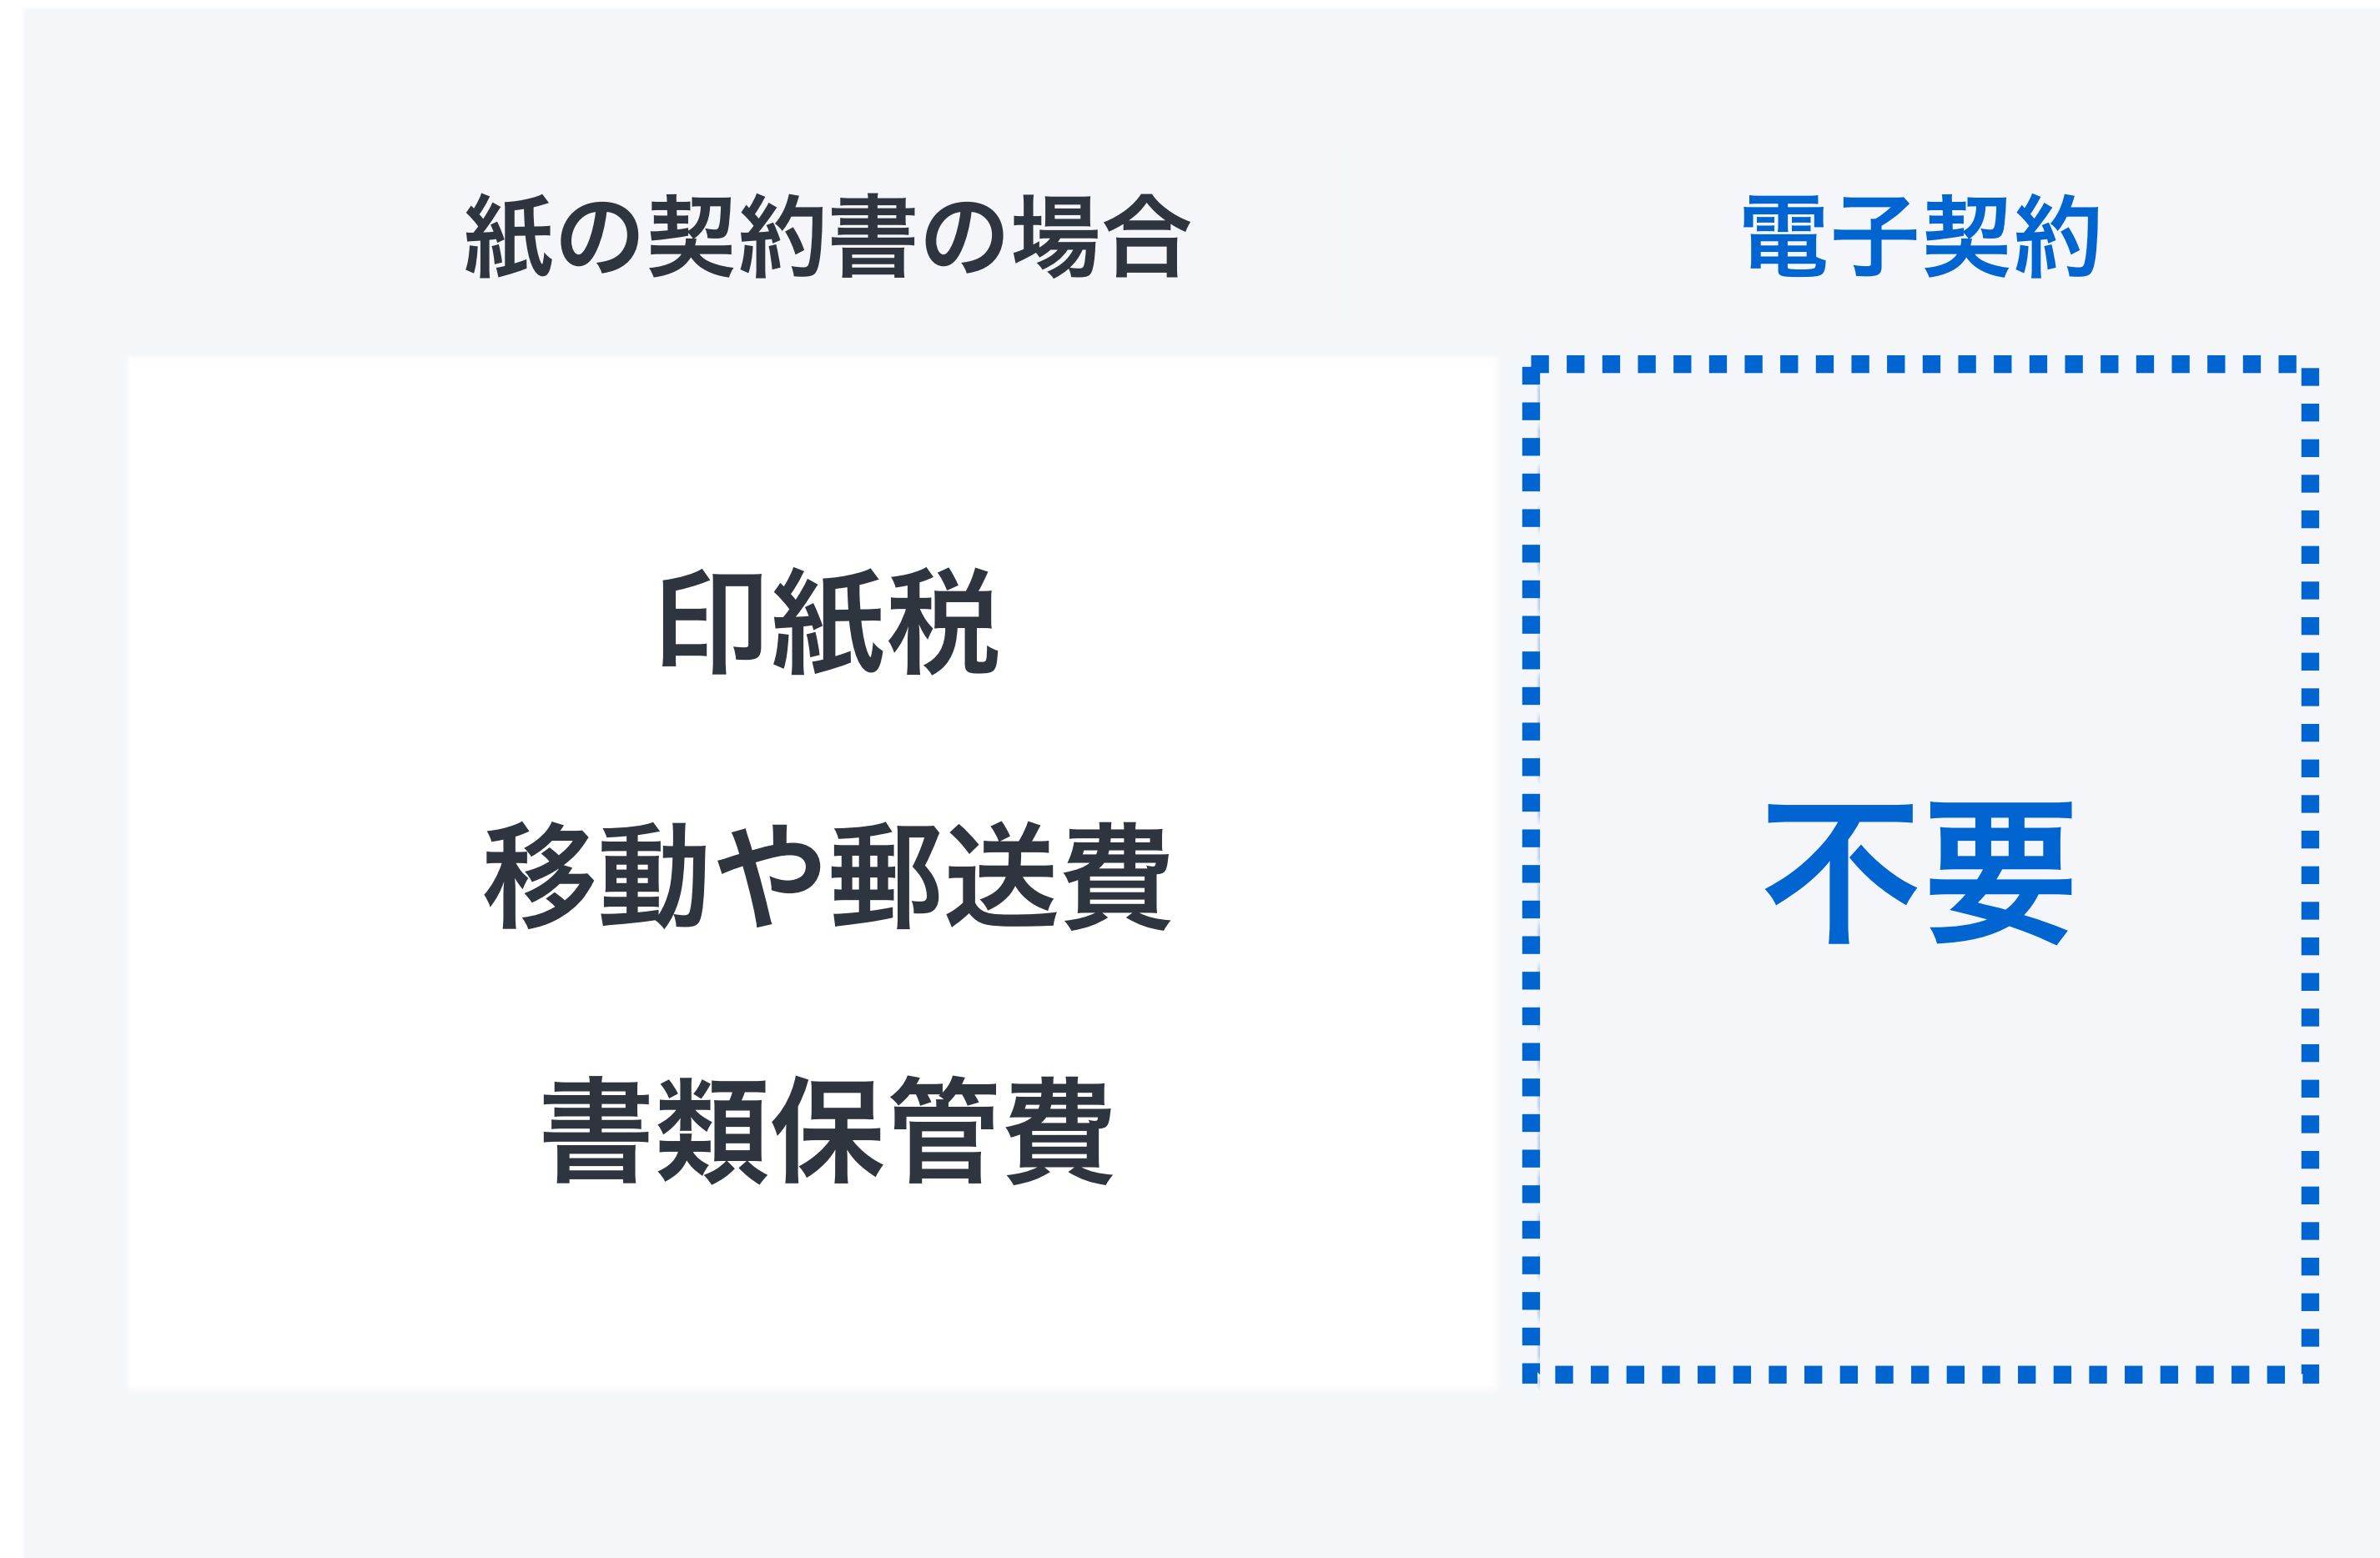 紙の契約書の場合
電子契約
印紙税
移動や郵送費
書類保管費
不要